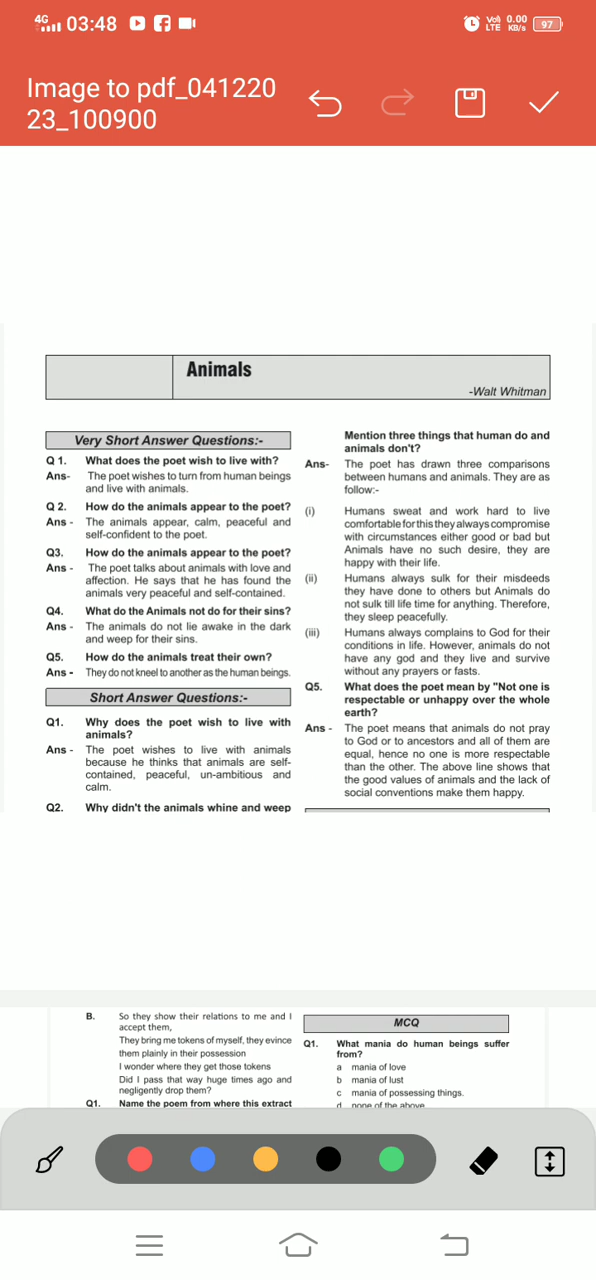 4G 03:48 Vo) 0.00 LTE KB/s 97
Image to pdf_041220
23_100900
Animals
-Walt Whitman
Very Short Answer Questions:-
Q 1. What does the poet wish to live with?
Ans- The poet wishes to turn from human beings
and live with animals.
Q 2. How do the animals appear to the poet?
Ans - The animals appear, calm, peaceful and
self-confident to the poet.
Q3. How do the animals appear to the poet?
Ans - The poet talks about animals with love and
affection. He says that he has found the
animals very peaceful and self-contained.
Q4. What do the Animals not do for their sins?
Ans - The animals do not lie awake in the dark
and weep for their sins.
Q5. How do the animals treat their own?
Ans - They do not kneel to another as the human beings.
Short Answer Questions:-
Q1. Why does the poet wish to live with
animals?
Ans - The poet wishes to live with animals
because he thinks that animals are self-
contained, peaceful, un-ambitious and
calm.
Q2. Why didn't the animals whine and weep
Mention three things that human do and
animals don't?
Ans- The poet has drawn three comparisons
between humans and animals. They are as
follow:-
(i) Humans sweat and work hard to live
comfortable for this they always compromise
with circumstances either good or bad but
Animals have no such desire, they are
happy with their life.
(ii) Humans always sulk for their misdeeds
they have done to others but Animals do
not sulk till life time for anything. Therefore,
they sleep peacefully.
(iii) Humans always complains to God for their
conditions in life. However, animals do not
have any god and they live and survive
without any prayers or fasts.
Q5. What does the poet mean by "Not one is
respectable or unhappy over the whole
earth?
Ans - The poet means that animals do not pray
to God or to ancestors and all of them are
equal, hence no one is more respectable
than the other. The above line shows that
the good values of animals and the lack of
social conventions make them happy.
B. So they show their relations to me and I
accept them,
They bring me tokens of myself, they evince
them plainly in their possession
I wonder where they get those tokens
Did I pass that way huge times ago and
negligently drop them?
Q1. Name the poem from where this extract
MCQ
Q1. What mania do human beings suffer
from?
a mania of love
b mania of lust
c mania of possessing things.
d none of the above